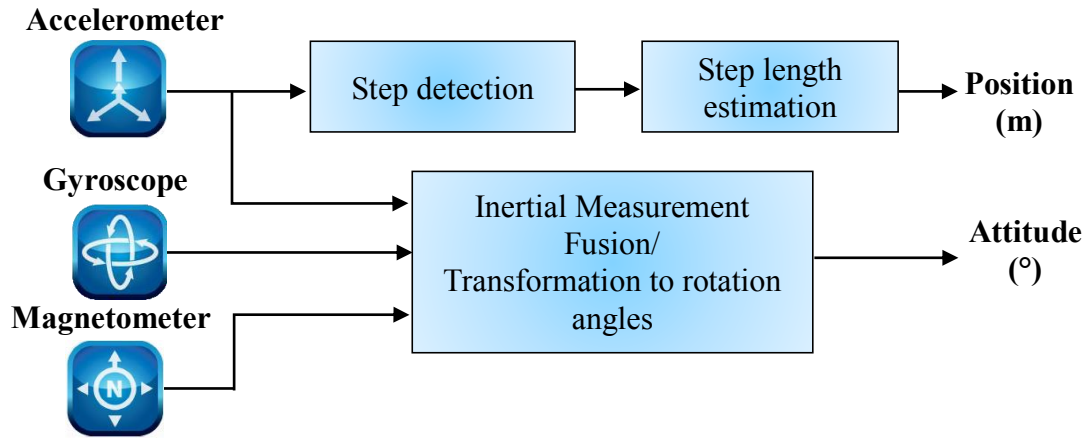 Accelerometer
Step detection
Step length
estimation
Position
(m)
Gyroscope
Inertial Measurement
Fusion/
Transformation to rotation
angles
Attitude
(°)
Magnetometer
N